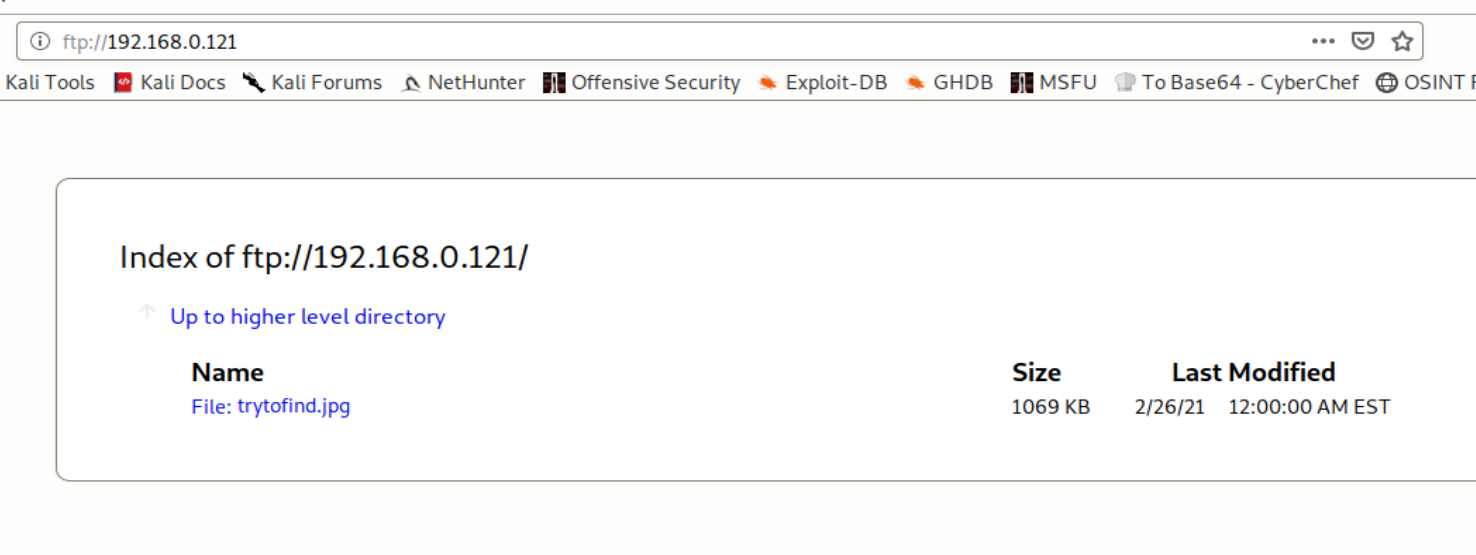 ftp://192.168.0.121
Kali Tools Kali Docs Kali Forums NetHunter Offensive Security Exploit-DB GHDB MSFU To Base64 - CyberChef OSINT
Index of ftp://192.168.0.121/
Up to higher level directory
Name Size Last Modified
File: trytofind.jpg 1069 KB 2/26/21 12:00:00 AM EST